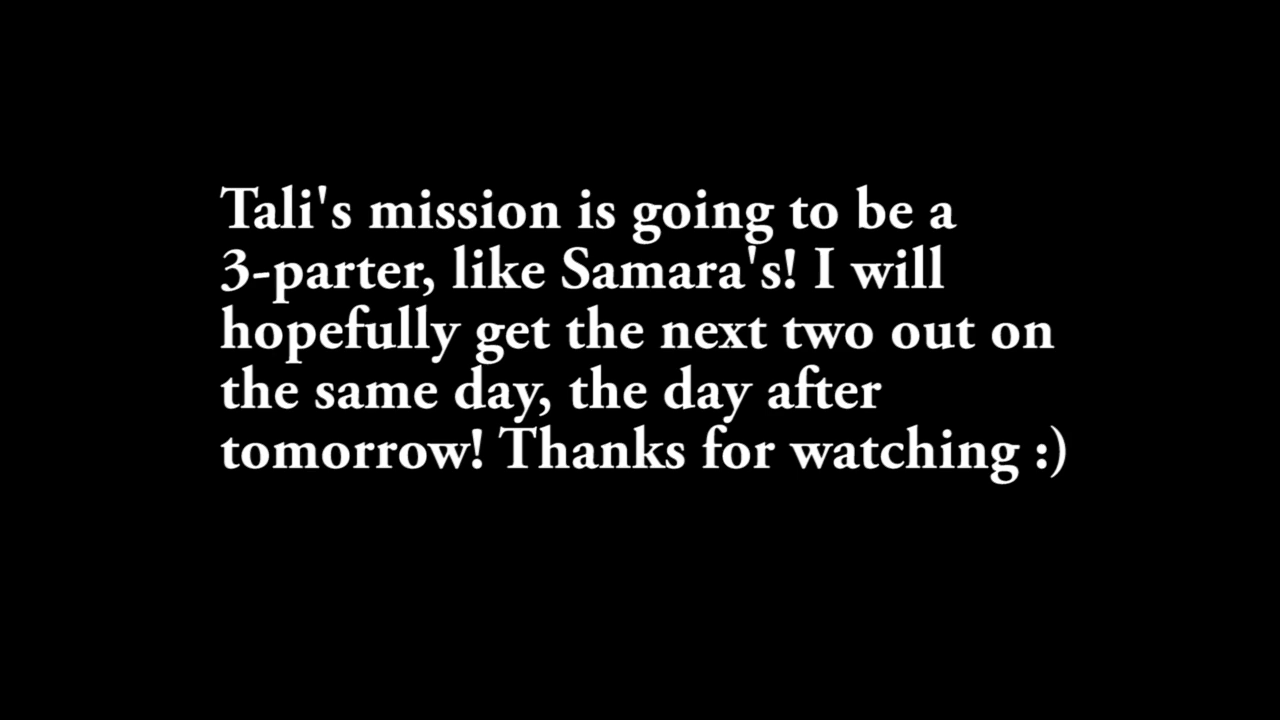 Tali's mission is going to be a
3-parter, like Samara's! I will
hopefully get the next two out on
the same day, the day after
tomorrow! Thanks for watching :)